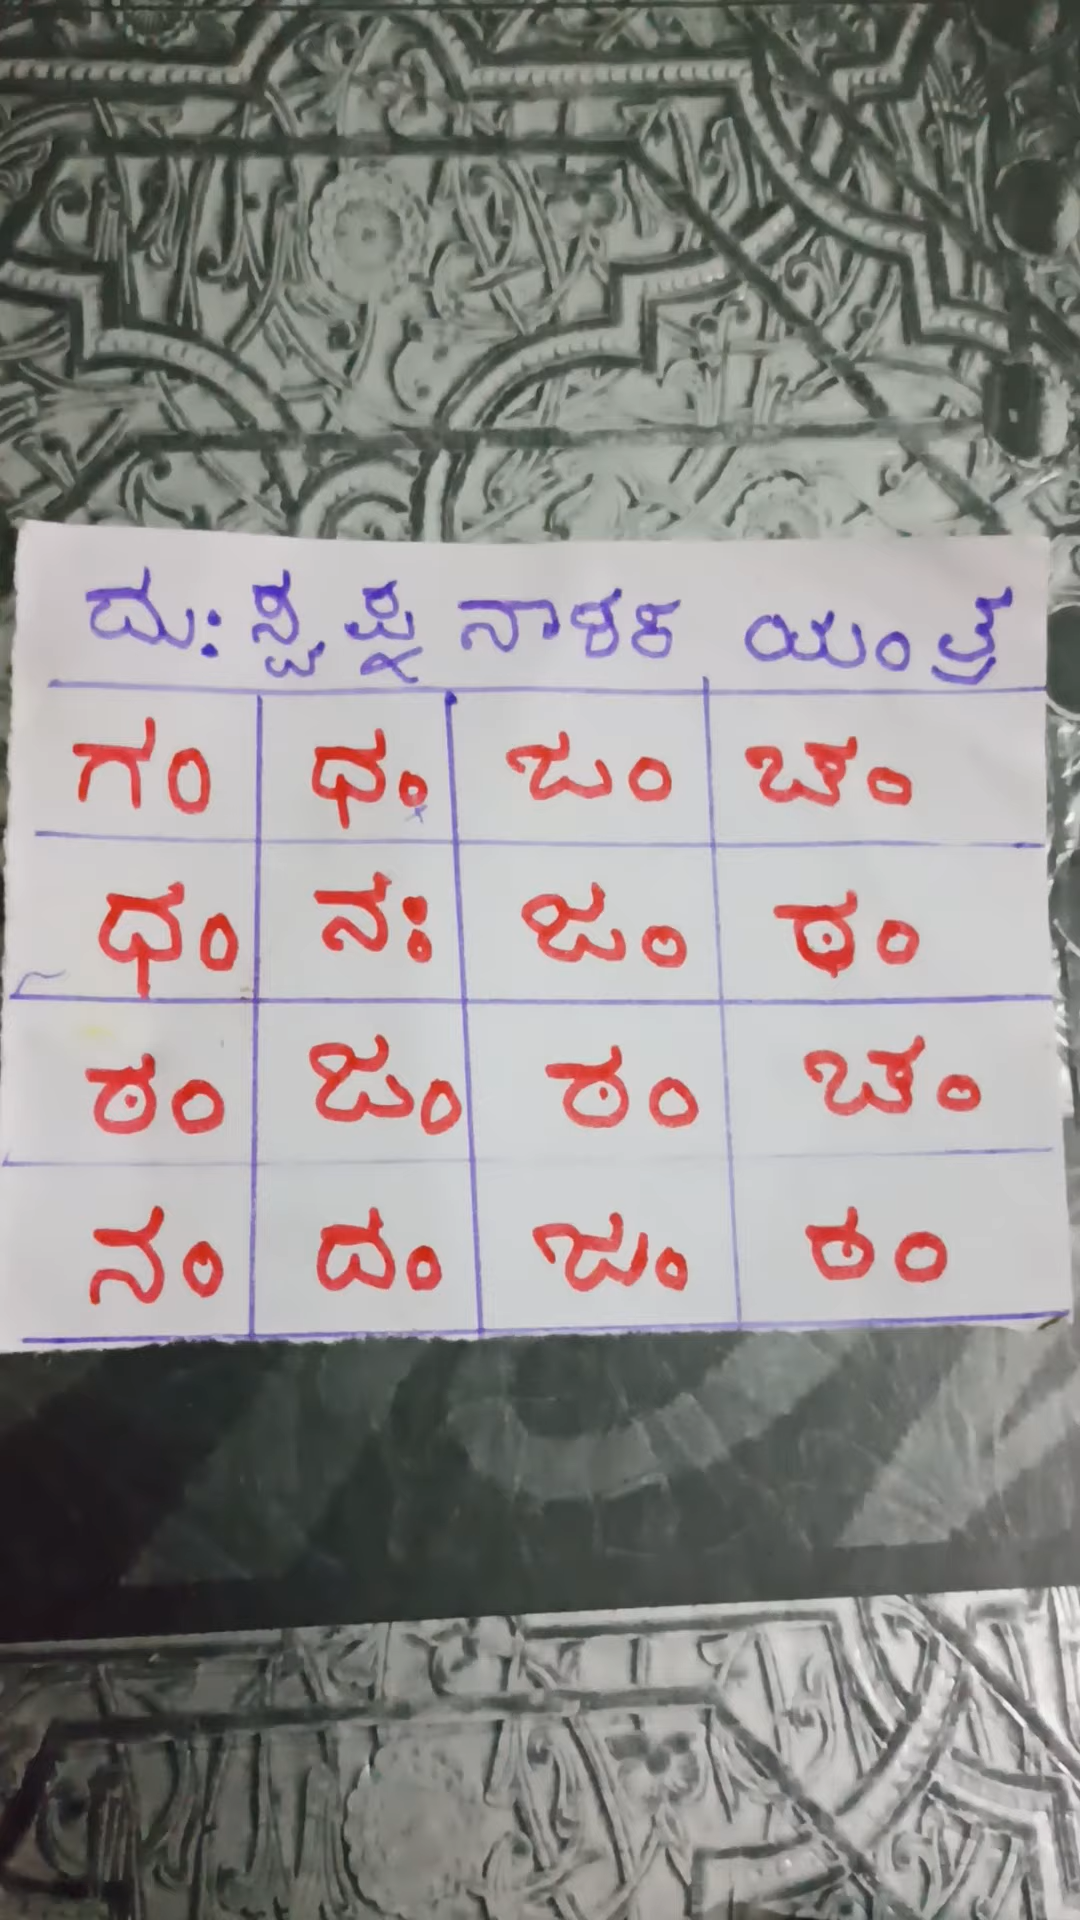 ದುಃಸ್ವಪ್ನ ನಾಶಕ ಯಂತ್ರ
ಗಂ ಥಂ ಜಂ ಚಂ
ಧಂ ನಃ ಜಂ ಠಂ
ಠಂ ಜಂ ಠಂ ಚಂ
ನಂ ದಂ ಜಂ ಠಂ